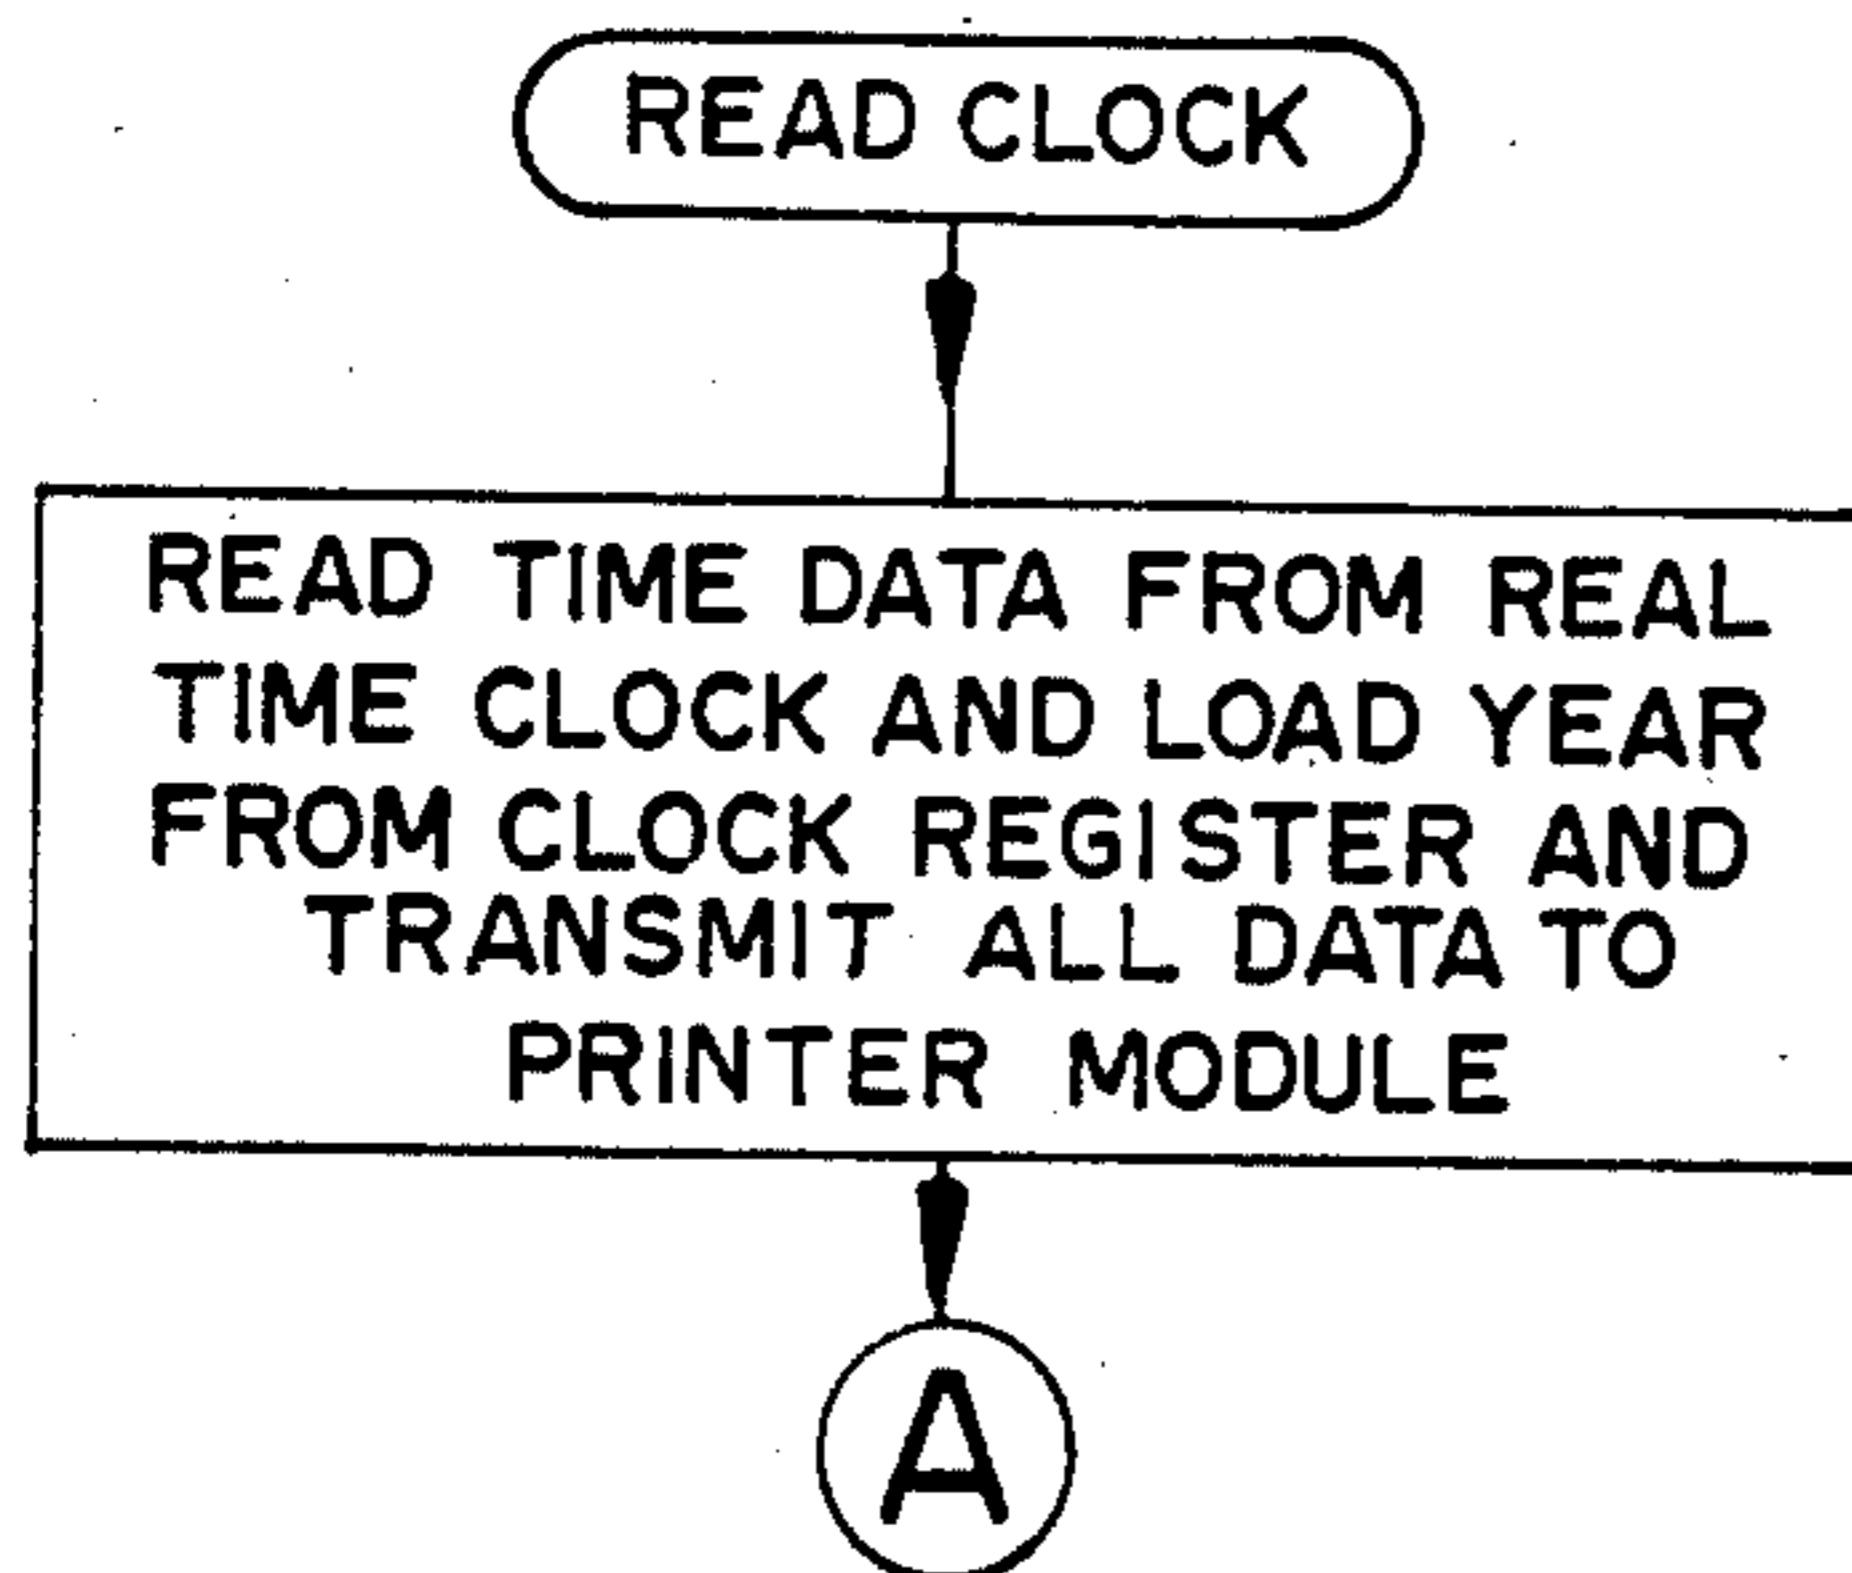 READ CLOCK
READ TIME DATA FROM REAL
TIME CLOCK AND LOAD YEAR
FROM CLOCK REGISTER AND
TRANSMIT ALL DATA TO
PRINTER MODULE
A